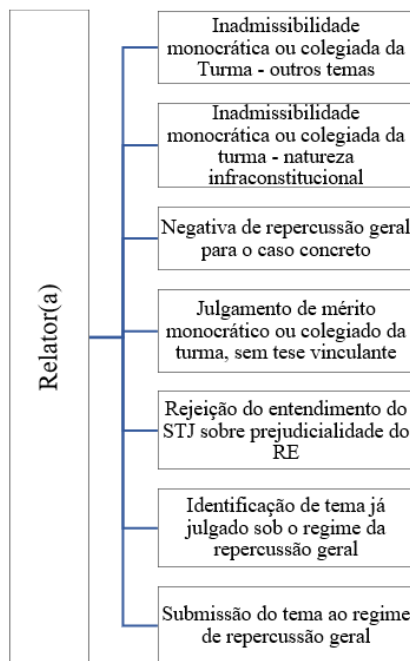 Relator(a)
Inadmissibilidade
monocrática ou colegiada da
Turma - outros temas
Inadmissibilidade
monocrática ou colegiada da
turma - natureza
infraconstitucional
Negativa de repercussão geral
para o caso concreto
Julgamento de mérito
monocrático ou colegiado da
turma, sem tese vinculante
Rejeição do entendimento do
STJ sobre prejudicialidade do
RE
Identificação de tema já
julgado sob o regime da
repercussão geral
Submissão do tema ao regime
de repercussão geral